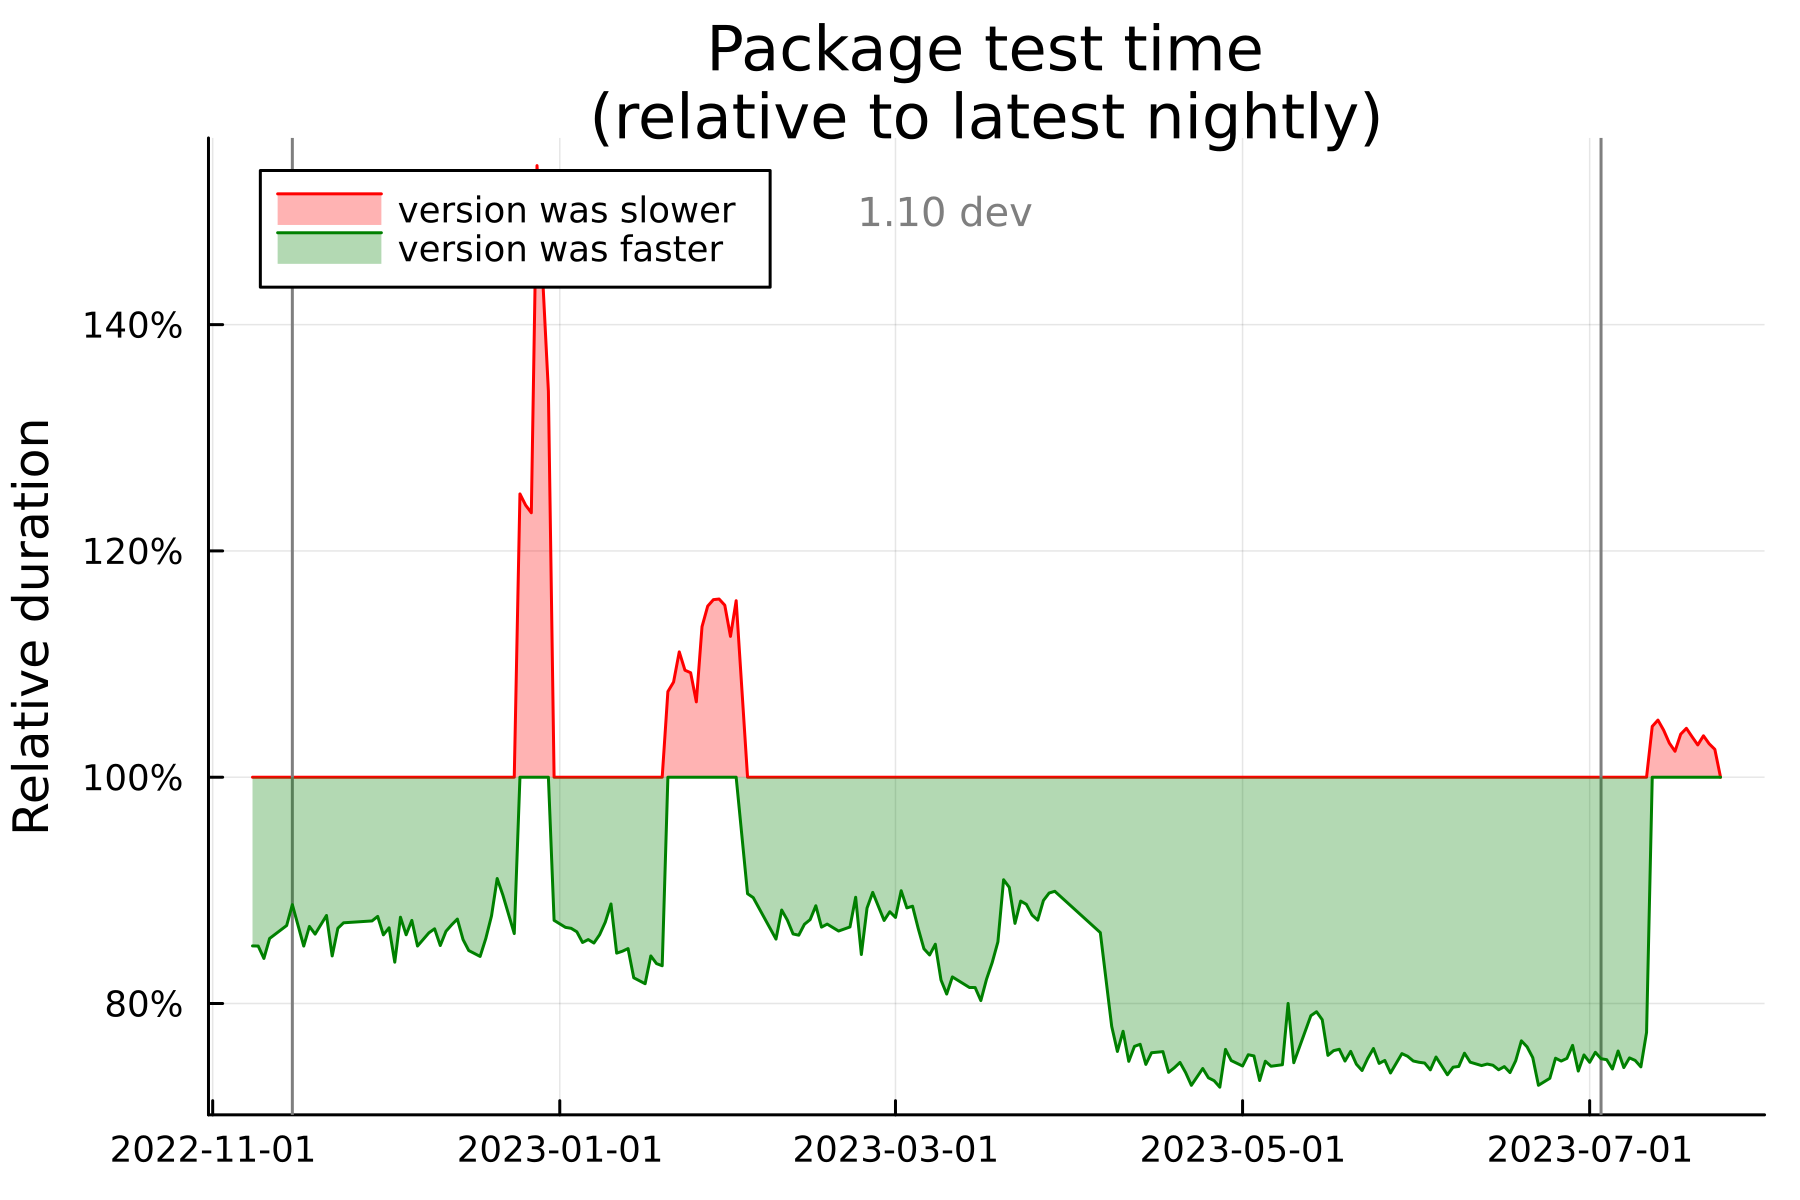 Package test time
(relative to latest nightly)
version was slower
version was faster
1.10 dev
Relative duration
140%
120%
100%
80%
2022-11-01
2023-01-01
2023-03-01
2023-05-01
2023-07-01